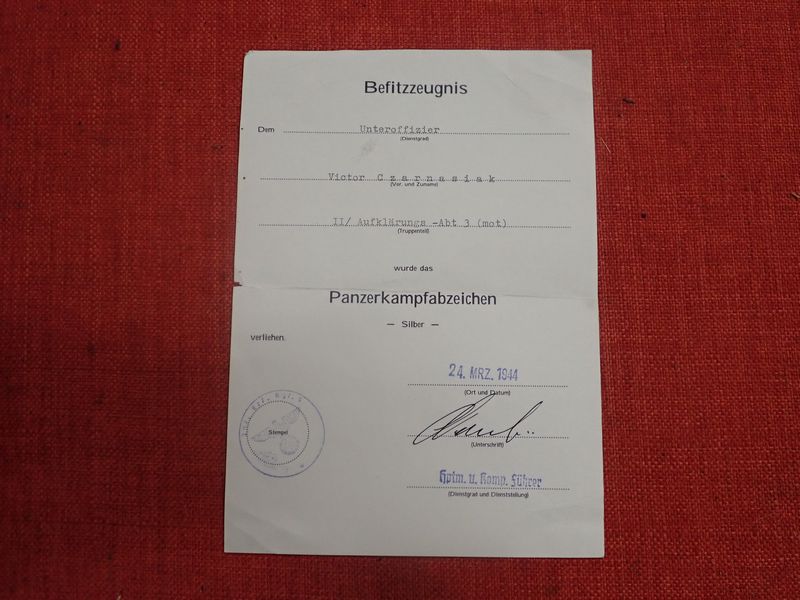 Befitzzeugnis
Dem Unteroffizier
(Dienstgrad)
Victor Czarnasiak
(Vor. und Zuname)
II/ Aufklärungs -Abt 3 (mot)
(Truppenteil)
wurde das
Panzerkampfabzeichen
— Silber —
verliehen.
24. MRZ. 1944
(Ort und Datum)
(Unterschrift)
Hptm. u. Komp. Führer
(Dienstgrad und Dienststellung)
Stempel